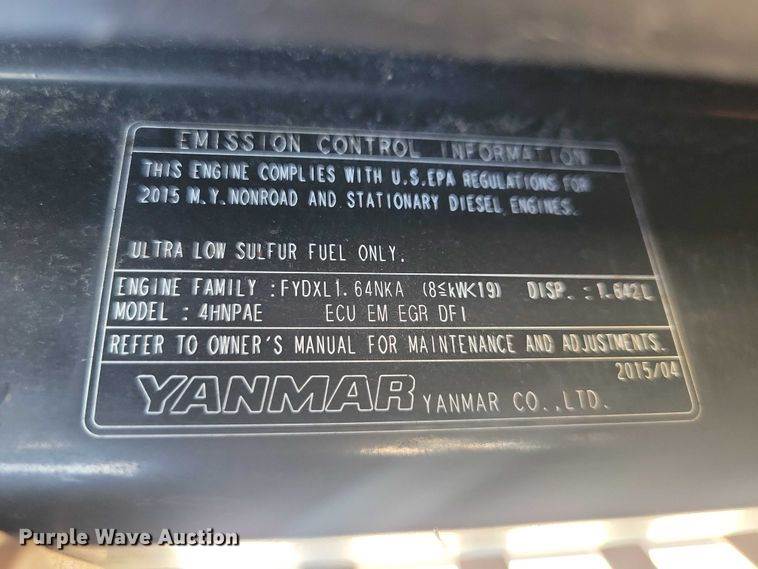 EMISSION CONTROL INFORMATION
THIS ENGINE COMPLIES WITH U.S.EPA REGULATIONS FOR
2015 M.Y.NONROAD AND STATIONARY DIESEL ENGINES.
ULTRA LOW SULFUR FUEL ONLY.
ENGINE FAMILY :FYDXL1.64NKA (8≤kW<19) DISP. : 1.642L
MODEL : 4HNPAE ECU EM EGR DFI
REFER TO OWNER'S MANUAL FOR MAINTENANCE AND ADJUSTMENTS.
2015/04
YANMAR YANMAR CO.,LTD.
Purple Wave Auction